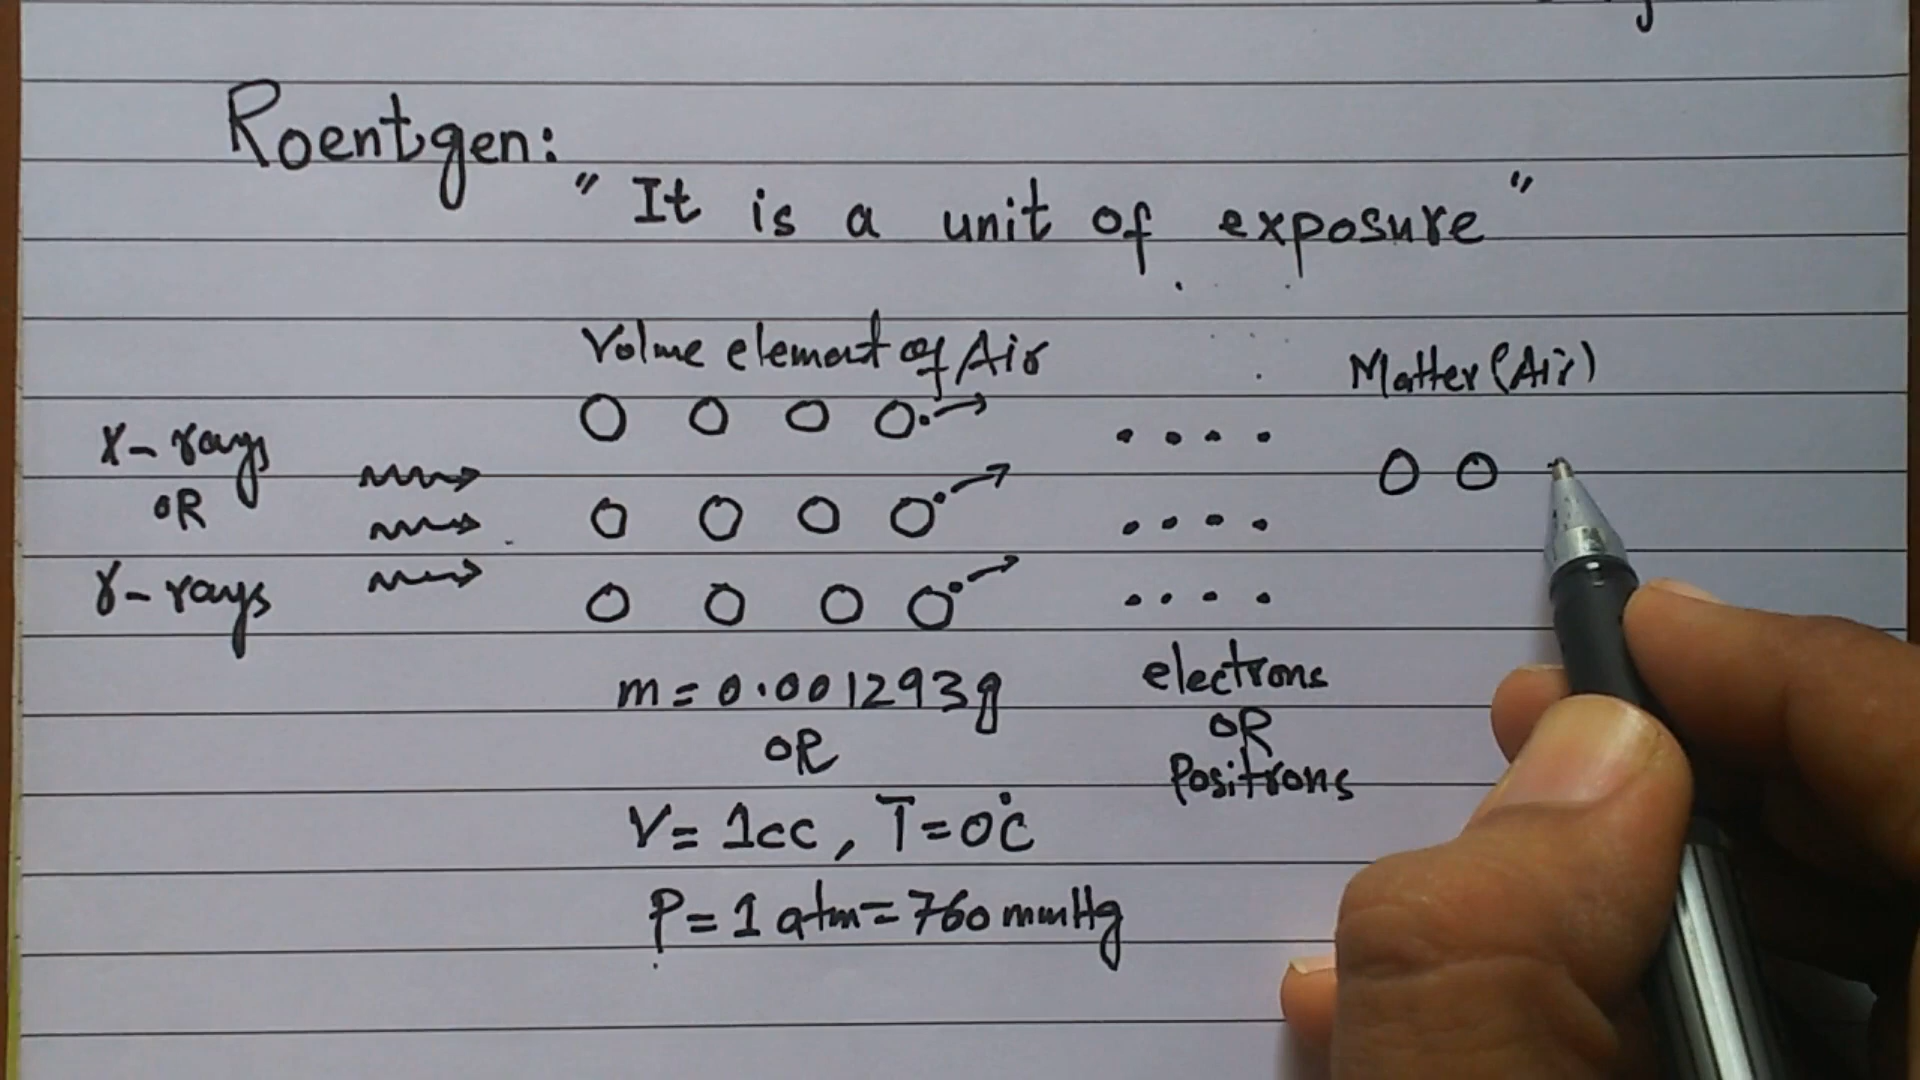 Roentgen:
" It is a unit of exposure "
Volme element of Air
Matter (Air)
X-rays
OR
γ-rays
m = 0.001293g
OR
V = 1cc, T = 0°C
P = 1 atm = 760 mmHg
electrons
OR
Positrons